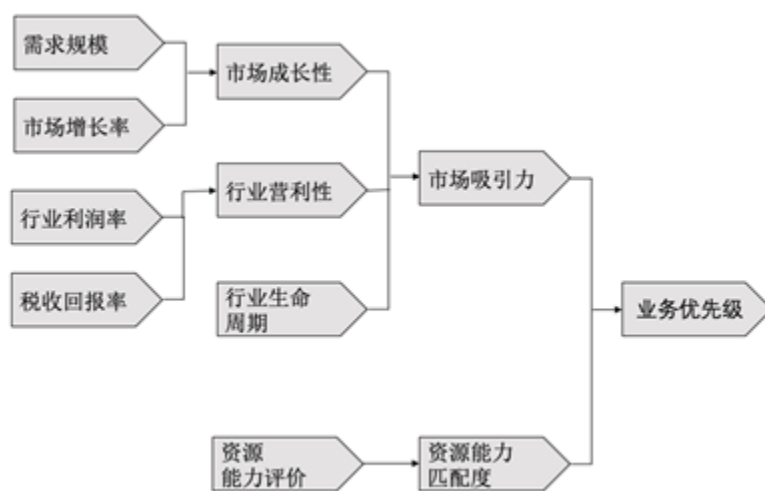 需求规模
市场增长率
行业利润率
税收回报率
市场成长性
行业营利性
行业生命
周期
资源
能力评价
市场吸引力
资源能力
匹配度
业务优先级